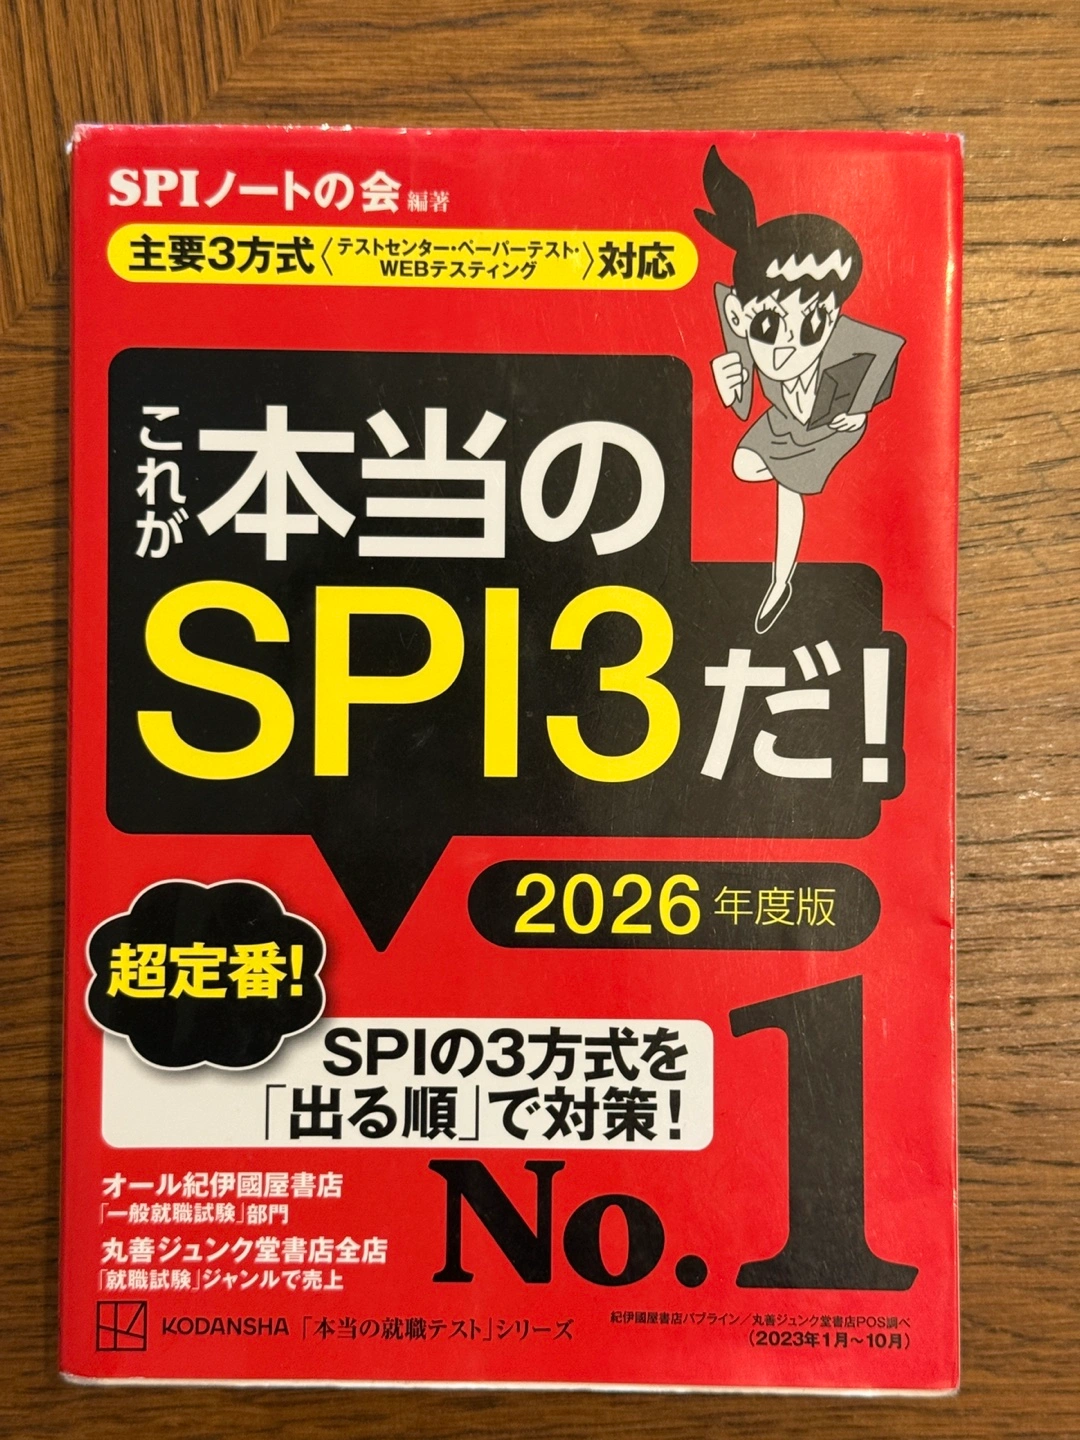 SPIノートの会 編著
主要3方式〈テストセンター・ペーパーテスト・WEBテスティング〉対応
これが
本当の
SPI3だ!
2026年度版
超定番!
SPIの3方式を
「出る順」で対策!
No.1
オール紀伊國屋書店
「一般就職試験」部門
丸善ジュンク堂書店全店
「就職試験」ジャンルで売上
KODANSHA 「本当の就職テスト」シリーズ
紀伊國屋書店パブライン/丸善ジュンク堂書店POS調べ
(2023年1月~10月)